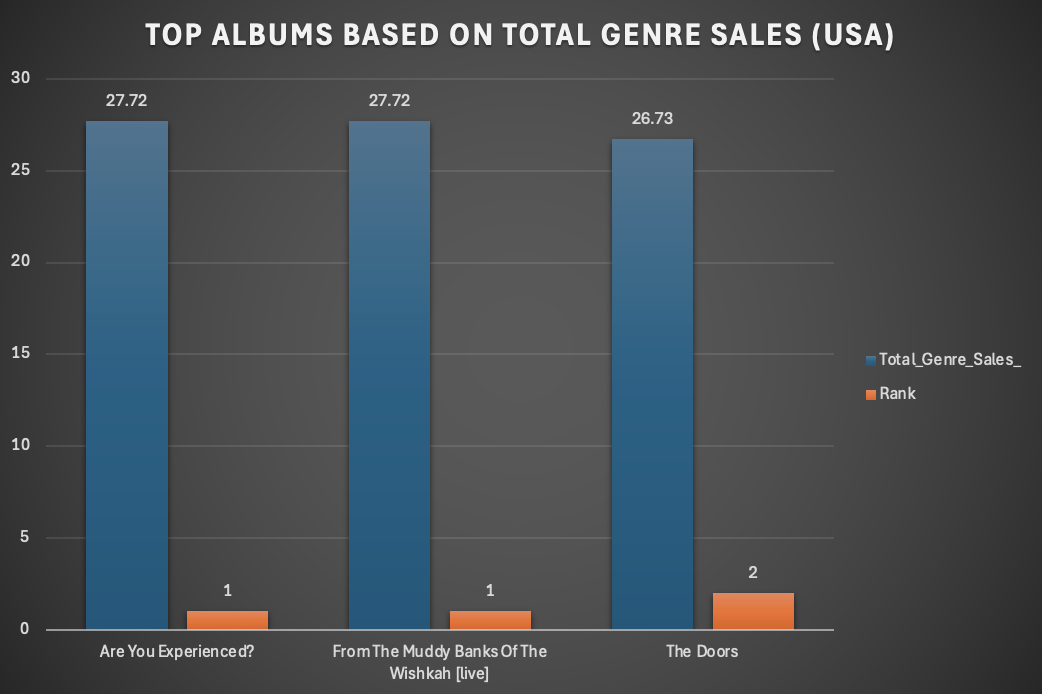 TOP ALBUMS BASED ON TOTAL GENRE SALES (USA)
30
25
20
15
10
5
0
27.72
1
27.72
1
26.73
2
Are You Experienced?
From The Muddy Banks Of The
Wishkah [live]
The Doors
Total_Genre_Sales_
Rank